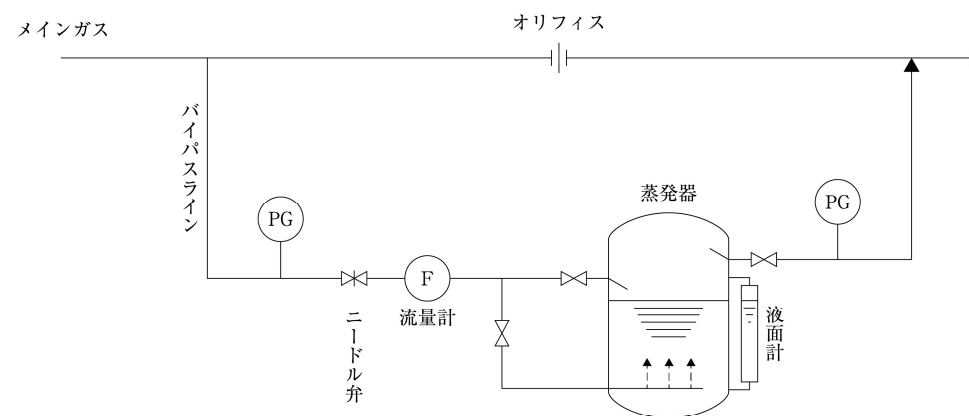 メインガス
オリフィス
バイパスライン
PG
ニードル弁
F
流量計
蒸発器
PG
液面計